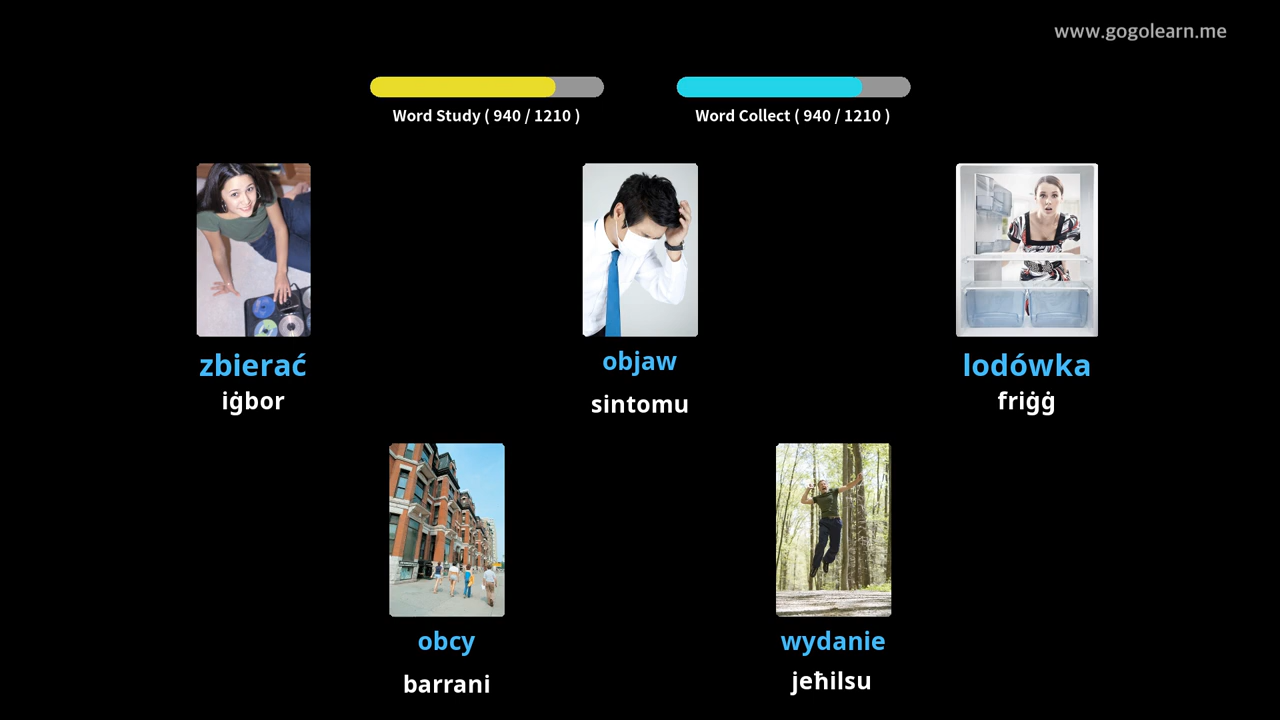 www.gogolearn.me
Word Study ( 940 / 1210 )
Word Collect ( 940 / 1210 )
zbierać
iġbor
objaw
sintomu
lodówka
friġġ
obcy
barrani
wydanie
jeħilsu